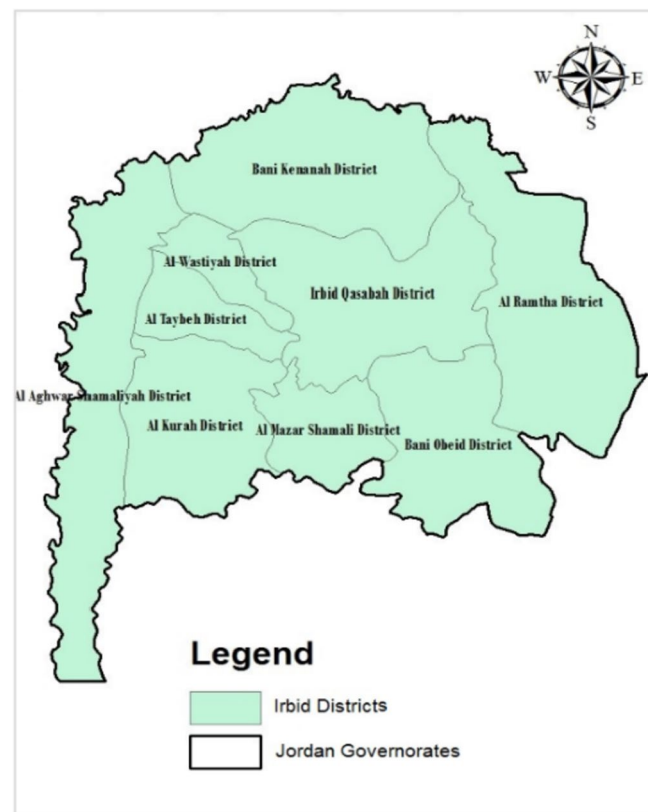 N
W E
S
Bani Kenanah District
Al-Wastiyah District
Irbid Qasabah District
Al Ramtha District
Al Taybeh District
Al Aghwar Shamaliyah District
Al Kurah District
Al Mazar Shamali District
Bani Obeid District
Legend
Irbid Districts
Jordan Governorates